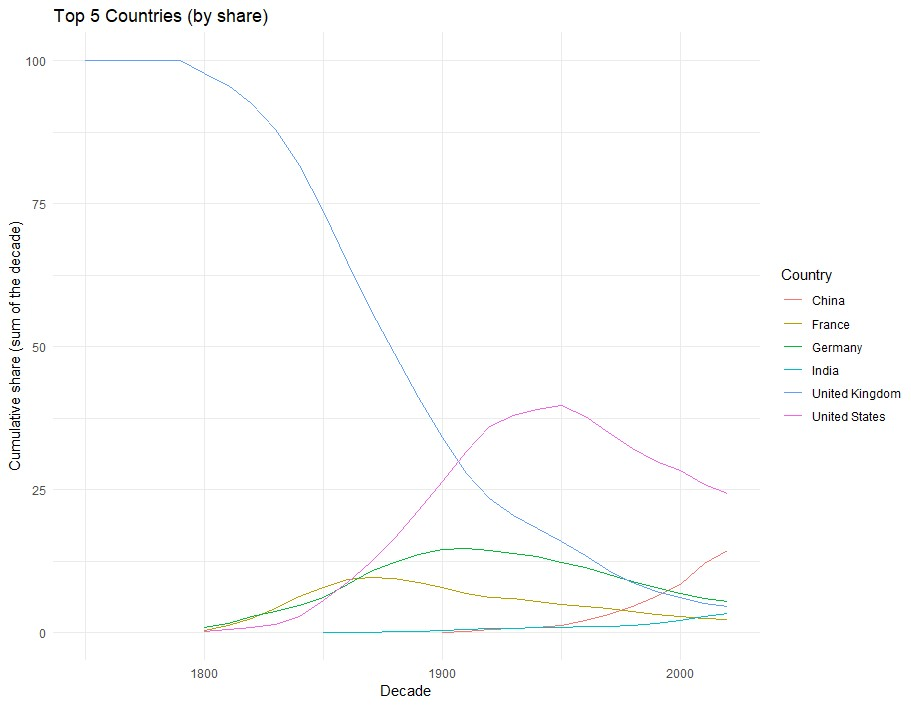 Top 5 Countries (by share)
Cumulative share (sum of the decade)
100
75
50
25
0
1800 1900 2000
Decade
Country
China
France
Germany
India
United Kingdom
United States